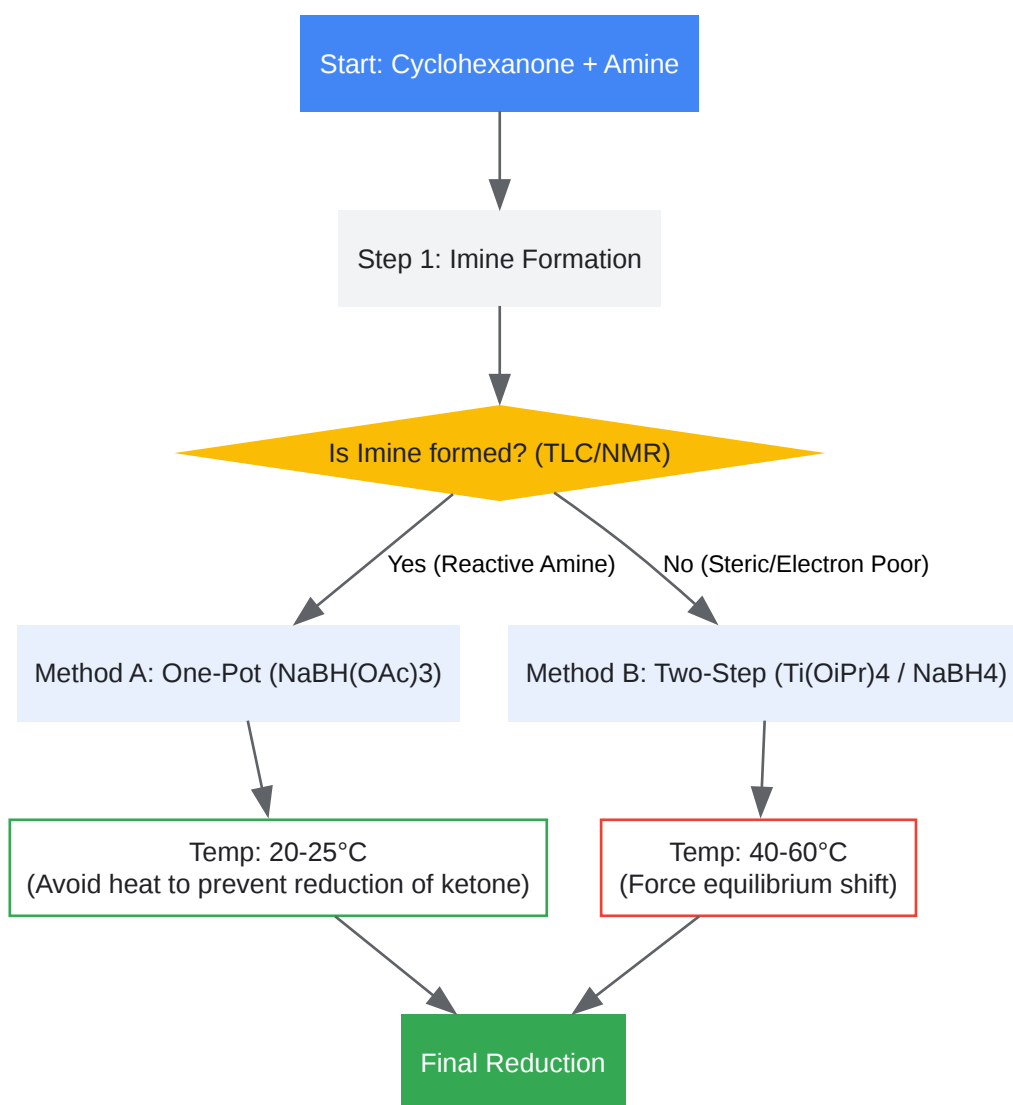 Start: Cyclohexanone + Amine
Step 1: Imine Formation
Is Imine formed? (TLC/NMR)
Yes (Reactive Amine)
No (Steric/Electron Poor)
Method A: One-Pot (NaBH(OAc)3)
Method B: Two-Step (Ti(OiPr)4 / NaBH4)
Temp: 20-25°C
(Avoid heat to prevent reduction of ketone)
Temp: 40-60°C
(Force equilibrium shift)
Final Reduction